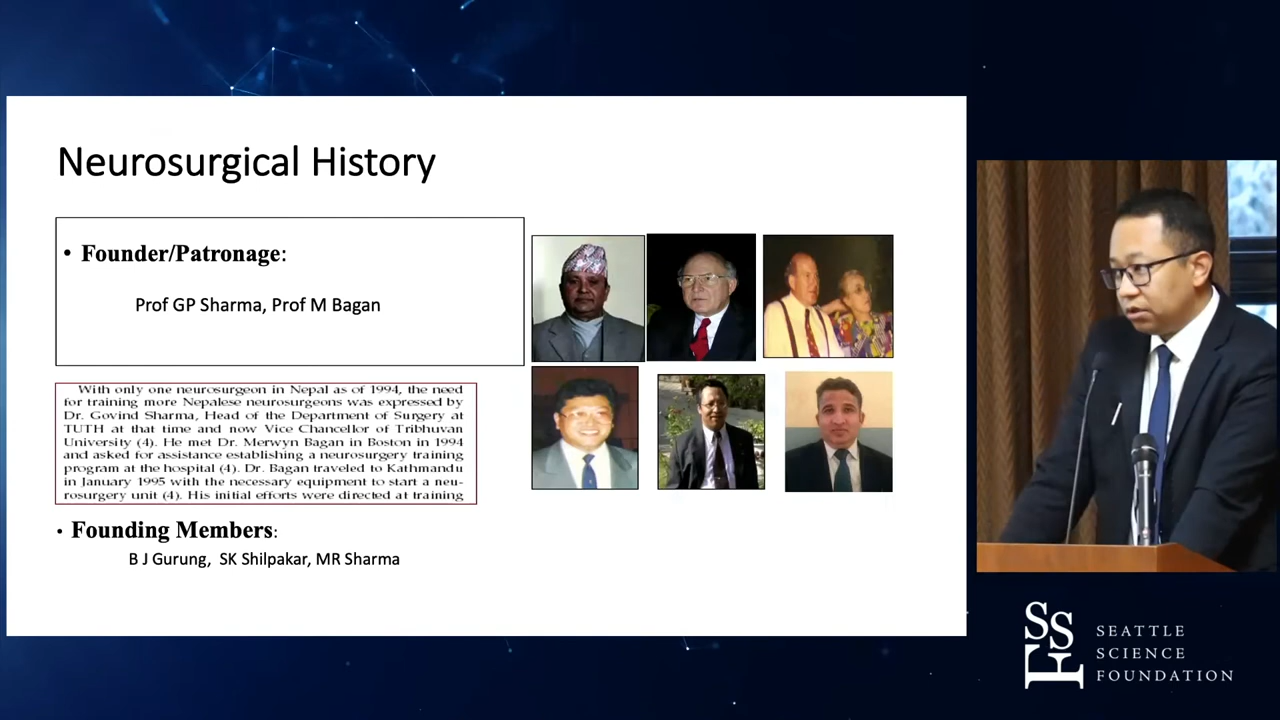 Neurosurgical History
• Founder/Patronage:
Prof GP Sharma, Prof M Bagan
With only one neurosurgeon in Nepal as of 1994, the need
for training more Nepalese neurosurgeons was expressed by
Dr. Govind Sharma, Head of the Department of Surgery at
TUTH at that time and now Vice Chancellor of Tribhuvan
University (4). He met Dr. Merwyn Bagan in Boston in 1994
and asked for assistance establishing a neurosurgery training
program at the hospital (4). Dr. Bagan traveled to Kathmandu
in January 1995 with the necessary equipment to start a neu-
rosurgery unit (4). His initial efforts were directed at training
• Founding Members:
B J Gurung, SK Shilpakar, MR Sharma
SSF
SEATTLE
SCIENCE
FOUNDATION